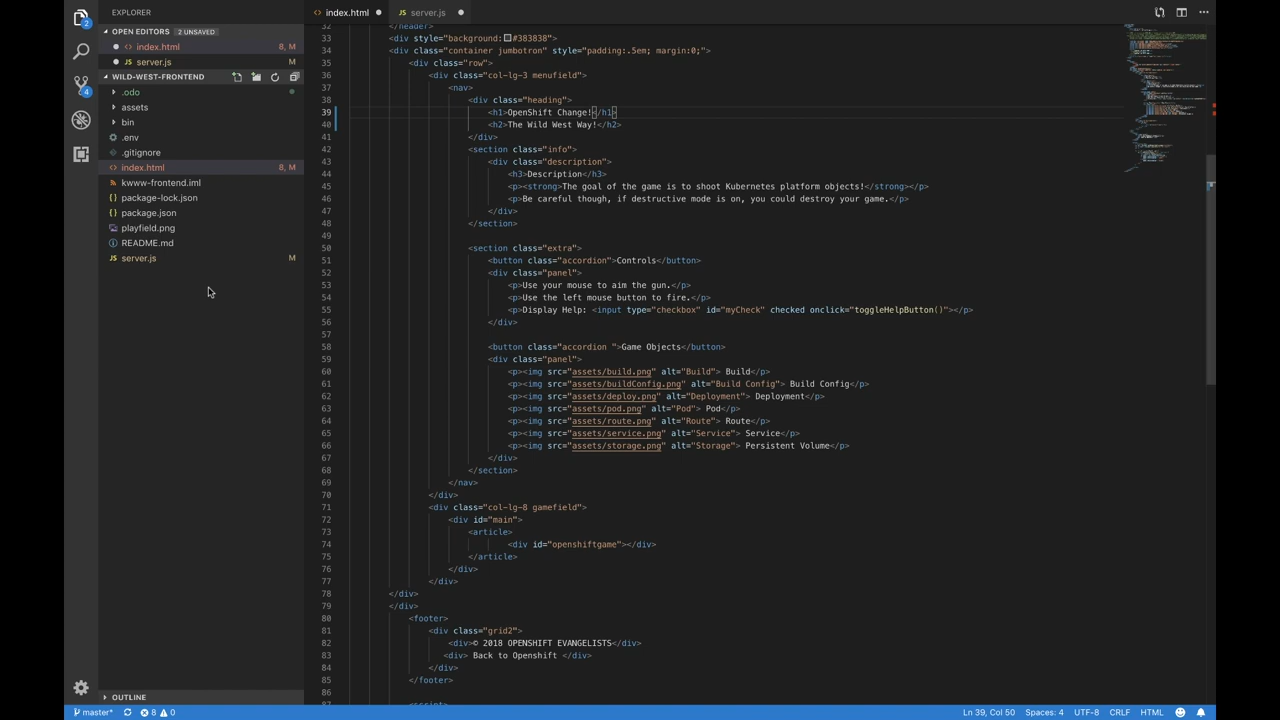 EXPLORER
OPEN EDITORS 2 UNSAVED
index.html 8, M
server.js M
WILD-WEST-FRONTEND
.odo
assets
bin
.env
.gitignore
index.html 8, M
kwww-frontend.iml
package-lock.json
package.json
playfield.png
README.md
server.js M
OUTLINE
2
4
index.html
server.js
32 </header>
33 <div style="background:#383838">
34 <div class="container jumbotron" style="padding:.5em; margin:0;">
35 <div class="row">
36 <div class="col-lg-3 menufield">
37 <nav>
38 <div class="heading">
39 <h1>OpenShift Change!</h1>
40 <h2>The Wild West Way!</h2>
41 </div>
42 <section class="info">
43 <div class="description">
44 <h3>Description</h3>
45 <p><strong>The goal of the game is to shoot Kubernetes platform objects!</strong></p>
46 <p>Be careful though, if destructive mode is on, you could destroy your game.</p>
47 </div>
48 </section>
49
50 <section class="extra">
51 <button class="accordion">Controls</button>
52 <div class="panel">
53 <p>Use your mouse to aim the gun.</p>
54 <p>Use the left mouse button to fire.</p>
55 <p>Display Help: <input type="checkbox" id="myCheck" checked onclick="toggleHelpButton()"></p>
56 </div>
57
58 <button class="accordion ">Game Objects</button>
59 <div class="panel">
60 <p><img src="assets/build.png" alt="Build"> Build</p>
61 <p><img src="assets/buildConfig.png" alt="Build Config"> Build Config</p>
62 <p><img src="assets/deploy.png" alt="Deployment"> Deployment</p>
63 <p><img src="assets/pod.png" alt="Pod"> Pod</p>
64 <p><img src="assets/route.png" alt="Route"> Route</p>
65 <p><img src="assets/service.png" alt="Service"> Service</p>
66 <p><img src="assets/storage.png" alt="Storage"> Persistent Volume</p>
67 </div>
68 </section>
69 </nav>
70 </div>
71 <div class="col-lg-8 gamefield">
72 <div id="main">
73 <article>
74 <div id="openshiftgame"></div>
75 </article>
76 </div>
77 </div>
78 </div>
79 </div>
80 <footer>
81 <div class="grid2">
82 <div>© 2018 OPENSHIFT EVANGELISTS</div>
83 <div> Back to Openshift </div>
84 </div>
85 </footer>
86
87 <script>
master* 8 0
Ln 39, Col 50 Spaces: 4 UTF-8 CRLF HTML